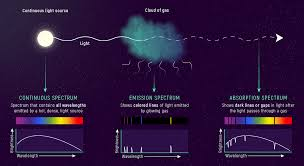 Continuous light source
Cloud of gas
Light
CONTINUOUS SPECTRUM
Spectrum that contains all wavelengths
emitted by a hot, dense, light source
EMISSION SPECTRUM
Shows colored lines of light emitted
by glowing gas
ABSORPTION SPECTRUM
Shows dark lines or gaps in light after
the light passes through a gas
Brightness
Wavelength
Brightness
Wavelength
Brightness
Wavelength